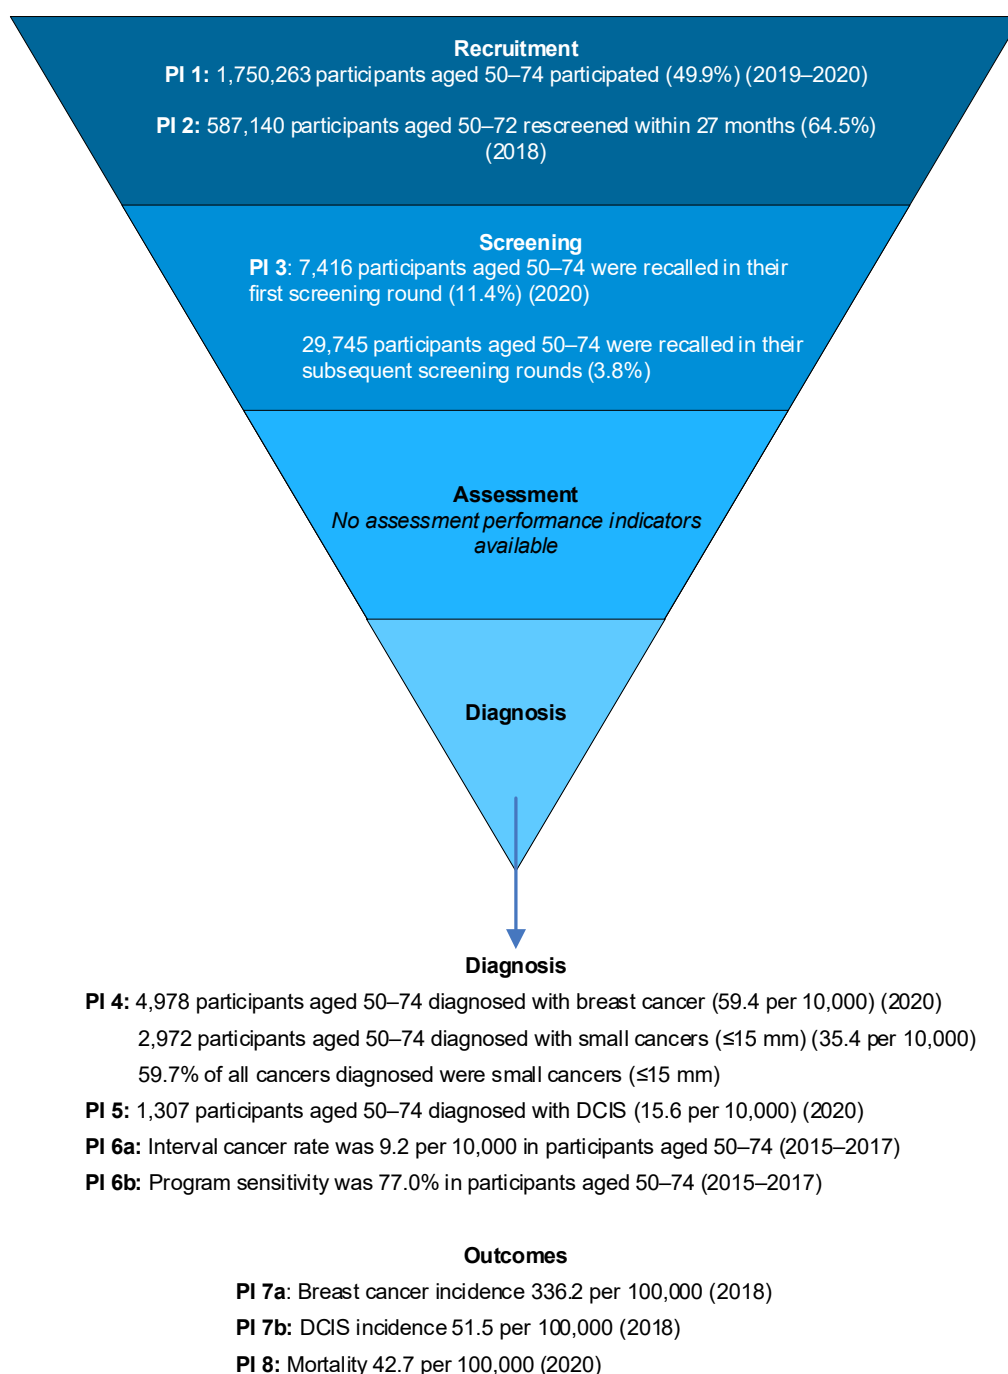 Recruitment
PI 1: 1,750,263 participants aged 50–74 participated (49.9%) (2019–2020)
PI 2: 587,140 participants aged 50–72 rescreened within 27 months (64.5%)
(2018)
Screening
PI 3: 7,416 participants aged 50–74 were recalled in their
first screening round (11.4%) (2020)
29,745 participants aged 50–74 were recalled in their
subsequent screening rounds (3.8%)
Assessment
No assessment performance indicators
available
Diagnosis
Diagnosis
PI 4: 4,978 participants aged 50–74 diagnosed with breast cancer (59.4 per 10,000) (2020)
2,972 participants aged 50–74 diagnosed with small cancers (≤15 mm) (35.4 per 10,000)
59.7% of all cancers diagnosed were small cancers (≤15 mm)
PI 5: 1,307 participants aged 50–74 diagnosed with DCIS (15.6 per 10,000) (2020)
PI 6a: Interval cancer rate was 9.2 per 10,000 in participants aged 50–74 (2015–2017)
PI 6b: Program sensitivity was 77.0% in participants aged 50–74 (2015–2017)
Outcomes
PI 7a: Breast cancer incidence 336.2 per 100,000 (2018)
PI 7b: DCIS incidence 51.5 per 100,000 (2018)
PI 8: Mortality 42.7 per 100,000 (2020)